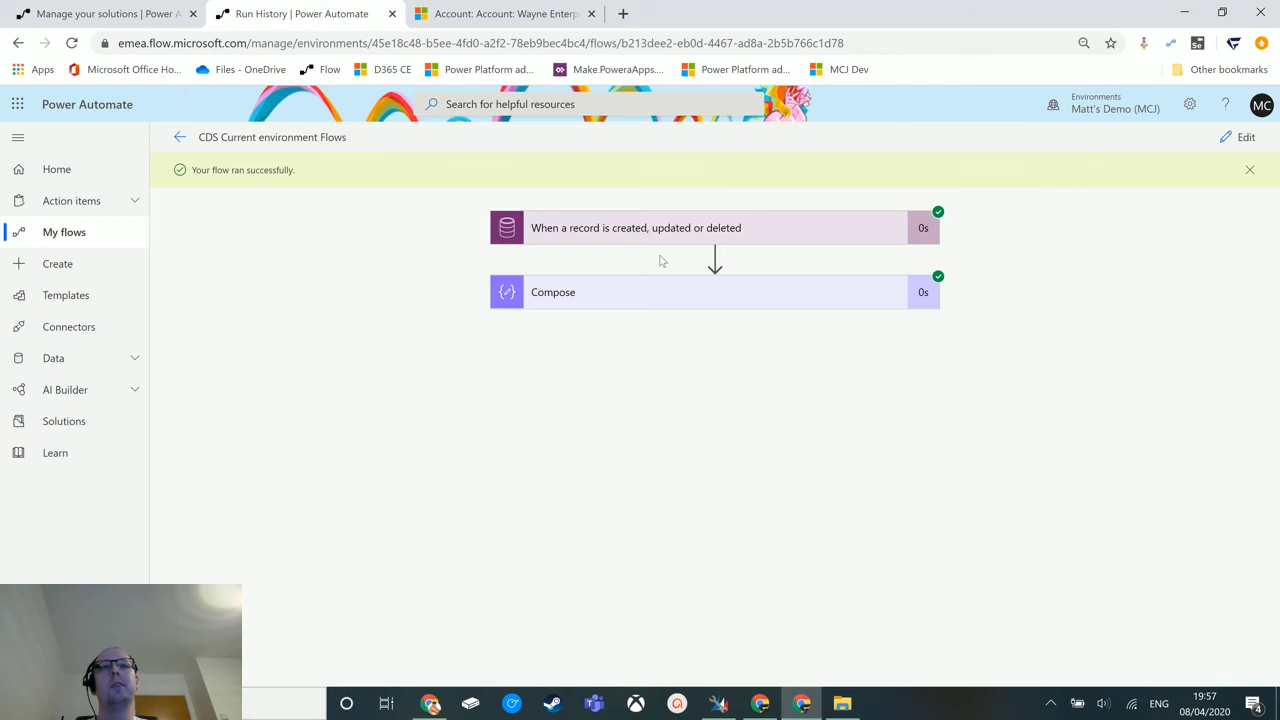 Manage your solutions | Power A
Run History | Power Automate
Account: Account: Wayne Enterp
emea.flow.microsoft.com/manage/environments/45e18c48-b5ee-4fd0-a2f2-78eb9bec4bc4/flows/b213dee2-eb0d-4467-ad8a-2b5b766c1d78
Apps
Microsoft Office Ho...
Files - OneDrive
Flow
D365 CE
Power Platform ad...
Make.PoweraApps....
Power Platform ad...
MCJ Dev
Other bookmarks
Power Automate
Search for helpful resources
Environments
Matt's Demo (MCJ)
MC
CDS Current environment Flows
Edit
Your flow ran successfully.
Home
Action items
My flows
Create
Templates
Connectors
Data
AI Builder
Solutions
Learn
When a record is created, updated or deleted
0s
Compose
0s
ENG
19:57
08/04/2020
4